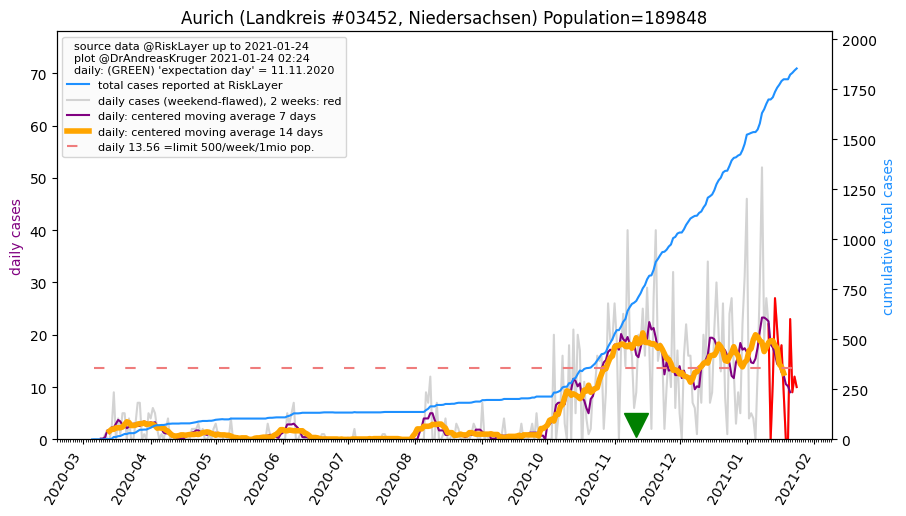 Aurich (Landkreis #03452, Niedersachsen) Population=189848
source data @RiskLayer up to 2021-01-24
plot @DrAndreasKruger 2021-01-24 02:24
daily: (GREEN) 'expectation day' = 11.11.2020
total cases reported at RiskLayer
daily cases (weekend-flawed), 2 weeks: red
daily: centered moving average 7 days
daily: centered moving average 14 days
daily 13.56 =limit 500/week/1mio pop.
daily cases
70
60
50
40
30
20
10
0
cumulative total cases
2000
1750
1500
1250
1000
750
500
250
0
2020-03
2020-04
2020-05
2020-06
2020-07
2020-08
2020-09
2020-10
2020-11
2020-12
2021-01
2021-02